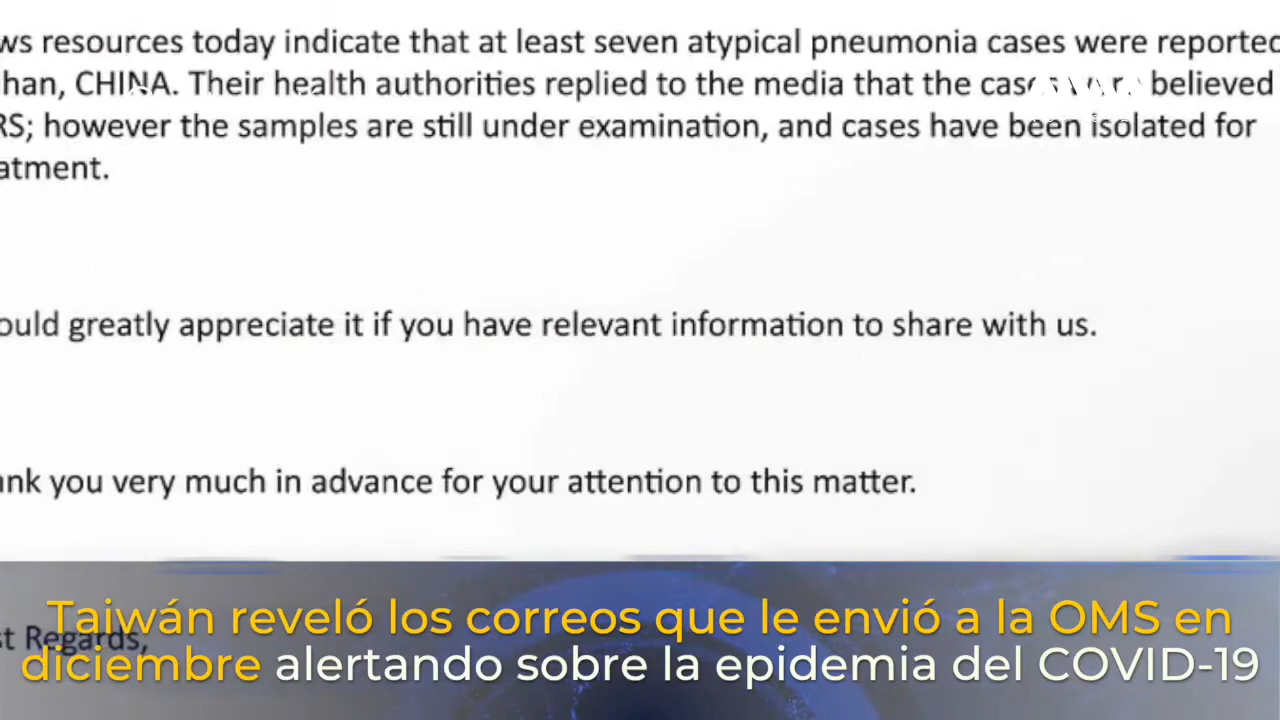 ws resources today indicate that at least seven atypical pneumonia cases were reported
han, CHINA. Their health authorities replied to the media that the cases were believed
RS; however the samples are still under examination, and cases have been isolated for
atment.
ould greatly appreciate it if you have relevant information to share with us.
ank you very much in advance for your attention to this matter.
st Regards,
Taiwán reveló los correos que le envió a la OMS en
diciembre alertando sobre la epidemia del COVID-19